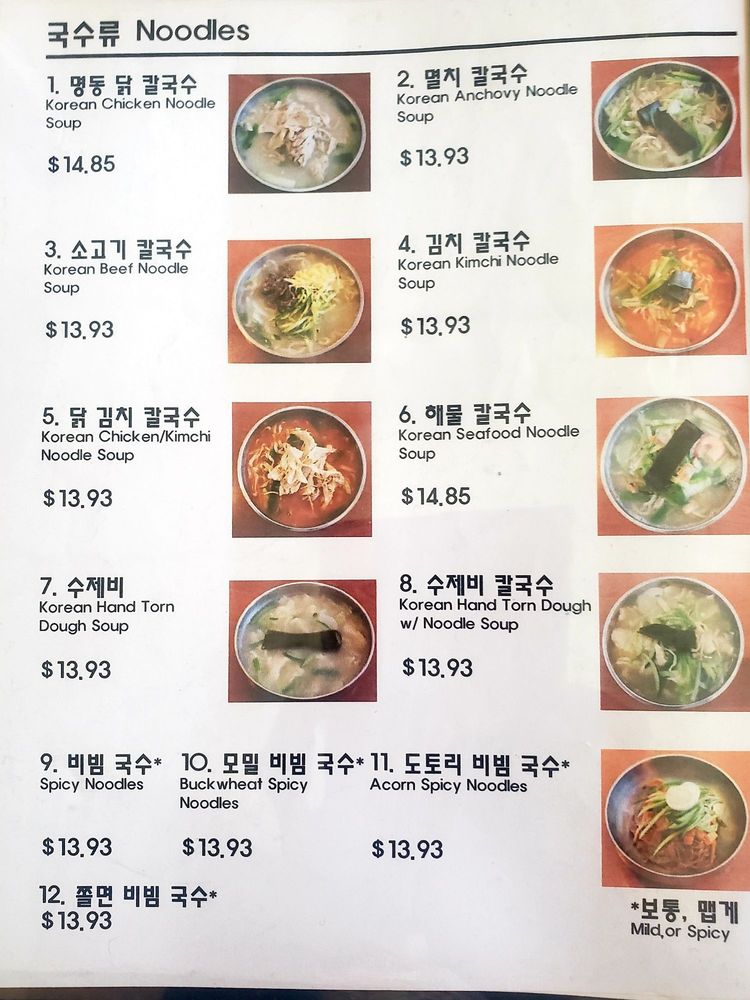 국수류 Noodles
1. 명동 닭 칼국수
Korean Chicken Noodle
Soup
$14.85
2. 멸치 칼국수
Korean Anchovy Noodle
Soup
$13.93
3. 소고기 칼국수
Korean Beef Noodle
Soup
$13.93
4. 김치 칼국수
Korean Kimchi Noodle
Soup
$13.93
5. 닭 김치 칼국수
Korean Chicken/Kimchi
Noodle Soup
$13.93
6. 해물 칼국수
Korean Seafood Noodle
Soup
$14.85
7. 수제비
Korean Hand Torn
Dough Soup
$13.93
8. 수제비 칼국수
Korean Hand Torn Dough
w/ Noodle Soup
$13.93
9. 비빔 국수*
Spicy Noodles
$13.93
10. 모밀 비빔 국수*
Buckwheat Spicy
Noodles
$13.93
11. 도토리 비빔 국수*
Acorn Spicy Noodles
$13.93
12. 쫄면 비빔 국수*
$13.93
*보통, 맵게
Mild,or Spicy